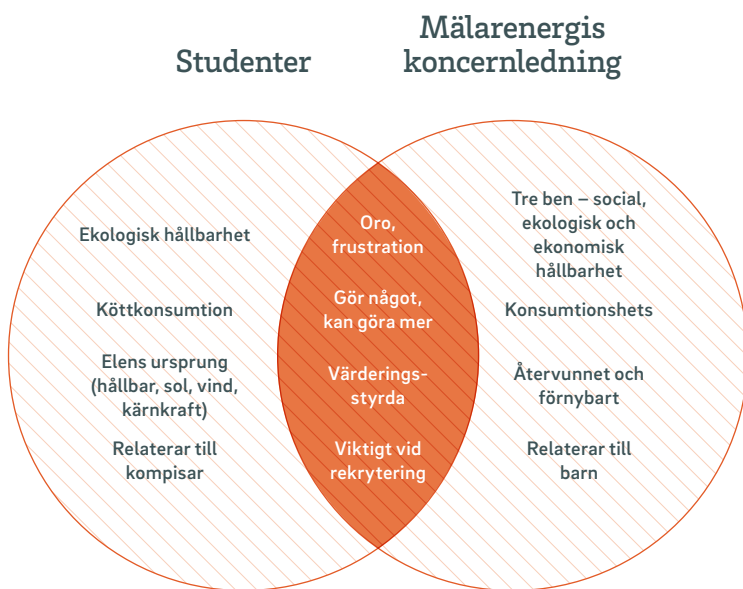 Studenter
Mälarenergis
koncernledning
Ekologisk hållbarhet
Köttkonsumtion
Elens ursprung
(hållbar, sol, vind,
kärnkraft)
Relaterar till
kompisar
Oro,
frustration
Gör något,
kan göra mer
Värderings-
styrda
Viktigt vid
rekrytering
Tre ben – social,
ekologisk och
ekonomisk
hållbarhet
Konsumtionshets
Återvunnet och
förnybart
Relaterar till
barn